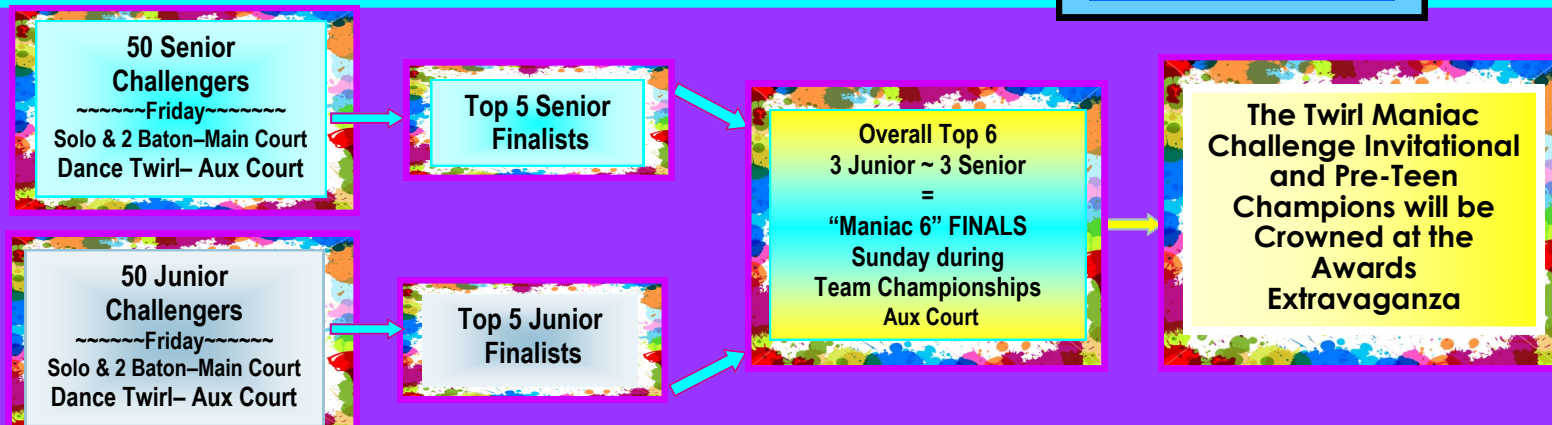 50 Senior
Challengers
~~~~~~Friday~~~~~~~
Solo & 2 Baton–Main Court
Dance Twirl– Aux Court
50 Junior
Challengers
~~~~~~Friday~~~~~~
Solo & 2 Baton–Main Court
Dance Twirl– Aux Court
Top 5 Senior
Finalists
Top 5 Junior
Finalists
Overall Top 6
3 Junior ~ 3 Senior
=
“Maniac 6” FINALS
Sunday during
Team Championships
Aux Court
The Twirl Maniac
Challenge Invitational
and Pre-Teen
Champions will be
Crowned at the
Awards
Extravaganza